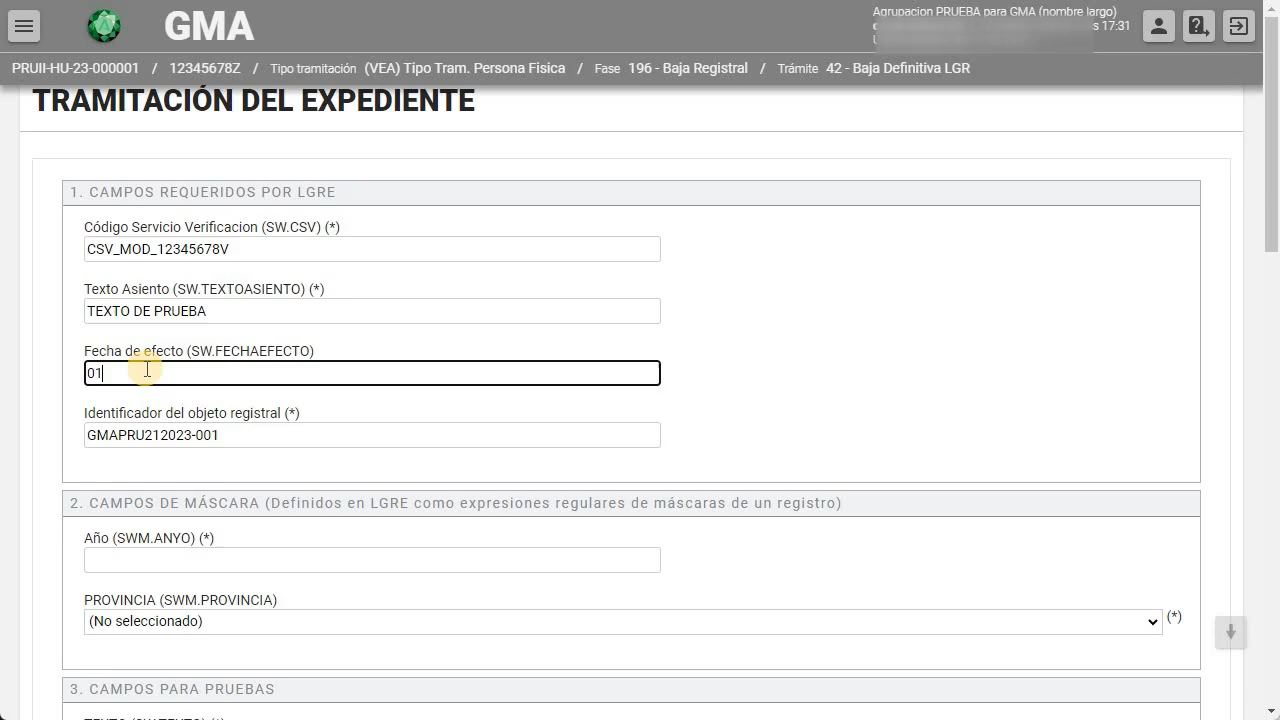 GMA
Agrupacion PRUEBA para GMA (nombre largo)
s 17:31
PRUII-HU-23-000001 / 12345678Z / Tipo tramitación (VEA) Tipo Tram. Persona Fisica / Fase 196 - Baja Registral / Trámite 42 - Baja Definitiva LGR
TRAMITACIÓN DEL EXPEDIENTE
1. CAMPOS REQUERIDOS POR LGRE
Código Servicio Verificacion (SW.CSV) (*)
CSV_MOD_12345678V
Texto Asiento (SW.TEXTOASIENTO) (*)
TEXTO DE PRUEBA
Fecha de efecto (SW.FECHAEFECTO)
01
Identificador del objeto registral (*)
GMAPRU212023-001
2. CAMPOS DE MÁSCARA (Definidos en LGRE como expresiones regulares de máscaras de un registro)
Año (SWM.ANYO) (*)
PROVINCIA (SWM.PROVINCIA)
(No seleccionado) (*)
3. CAMPOS PARA PRUEBAS